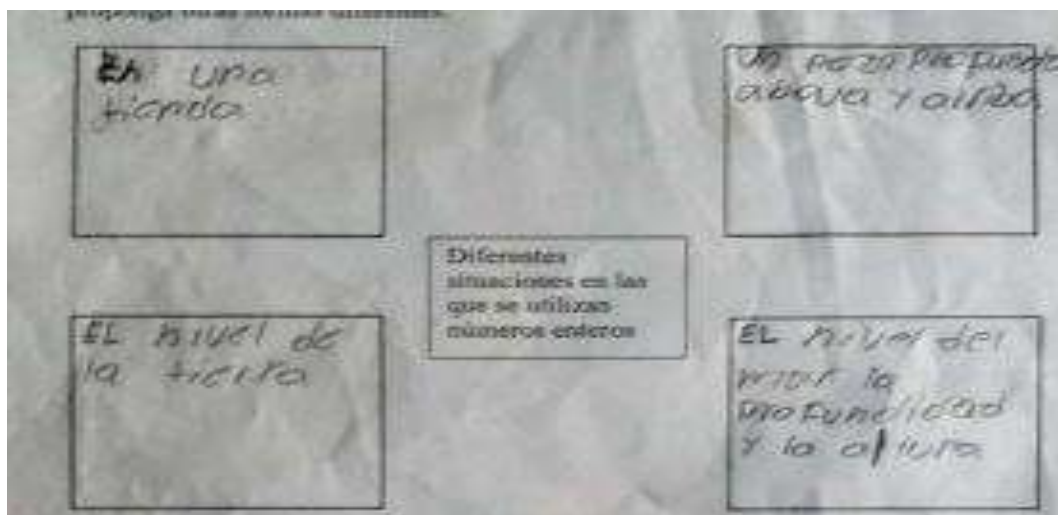 En una
tienda
un pozo profundo
abaja y arriba
Diferentes
situaciones en las
que se utilizan
números enteros
EL nivel de
la tierra
EL nivel del
mar la
profundidad
y la altura